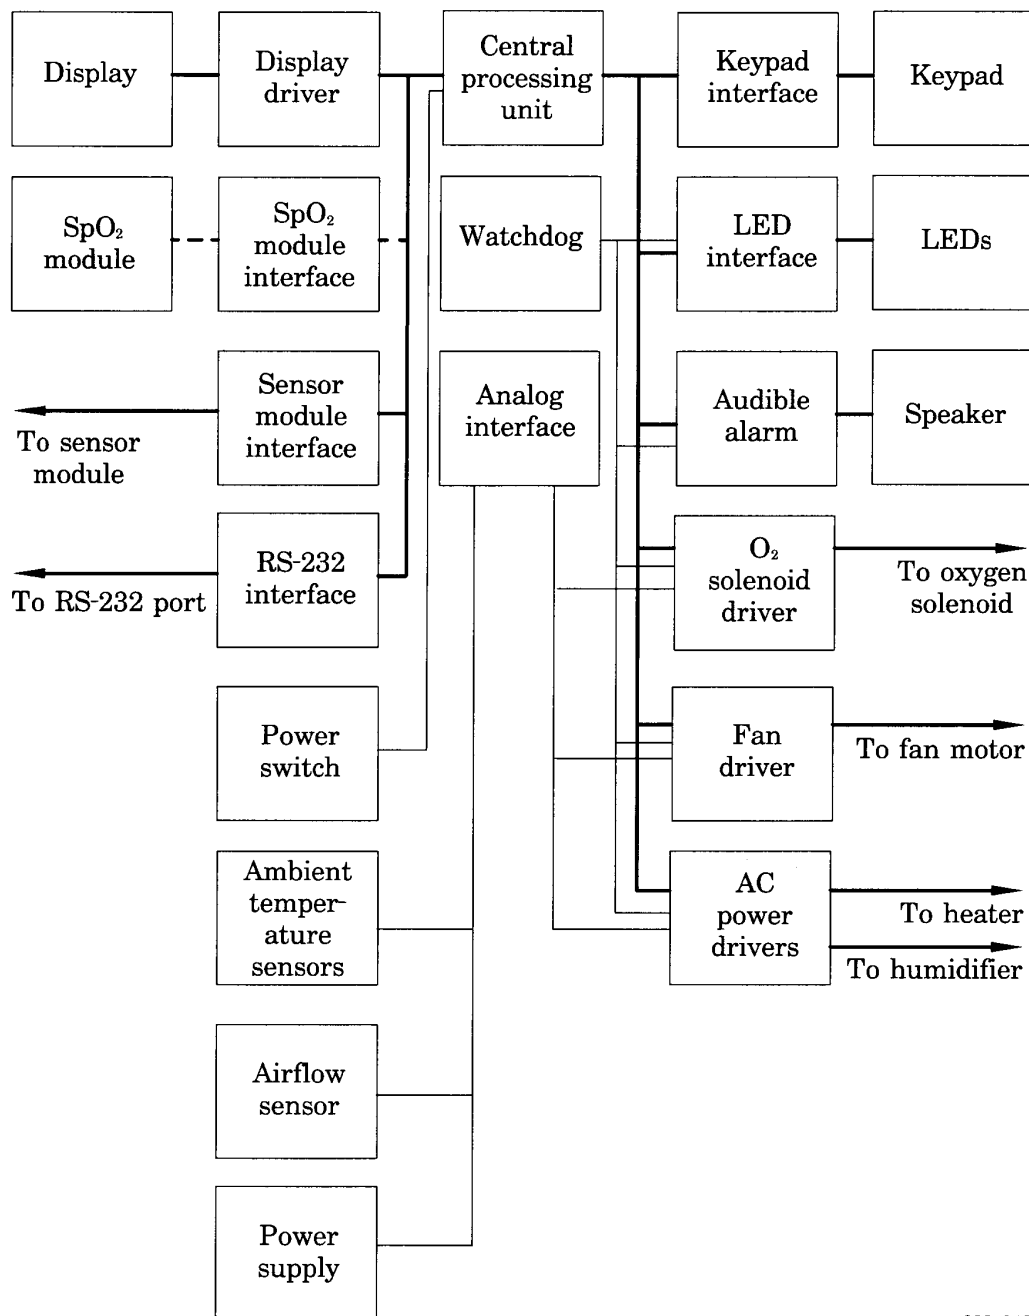 Display
Display
driver
Central
processing
unit
Keypad
interface
Keypad
SpO₂
module
SpO₂
module
interface
Watchdog
LED
interface
LEDs
To sensor
module
Sensor
module
interface
Analog
interface
Audible
alarm
Speaker
To RS-232 port
RS-232
interface
O₂
solenoid
driver
To oxygen
solenoid
Power
switch
Fan
driver
To fan motor
Ambient
temper-
ature
sensors
AC
power
drivers
To heater
To humidifier
Airflow
sensor
Power
supply